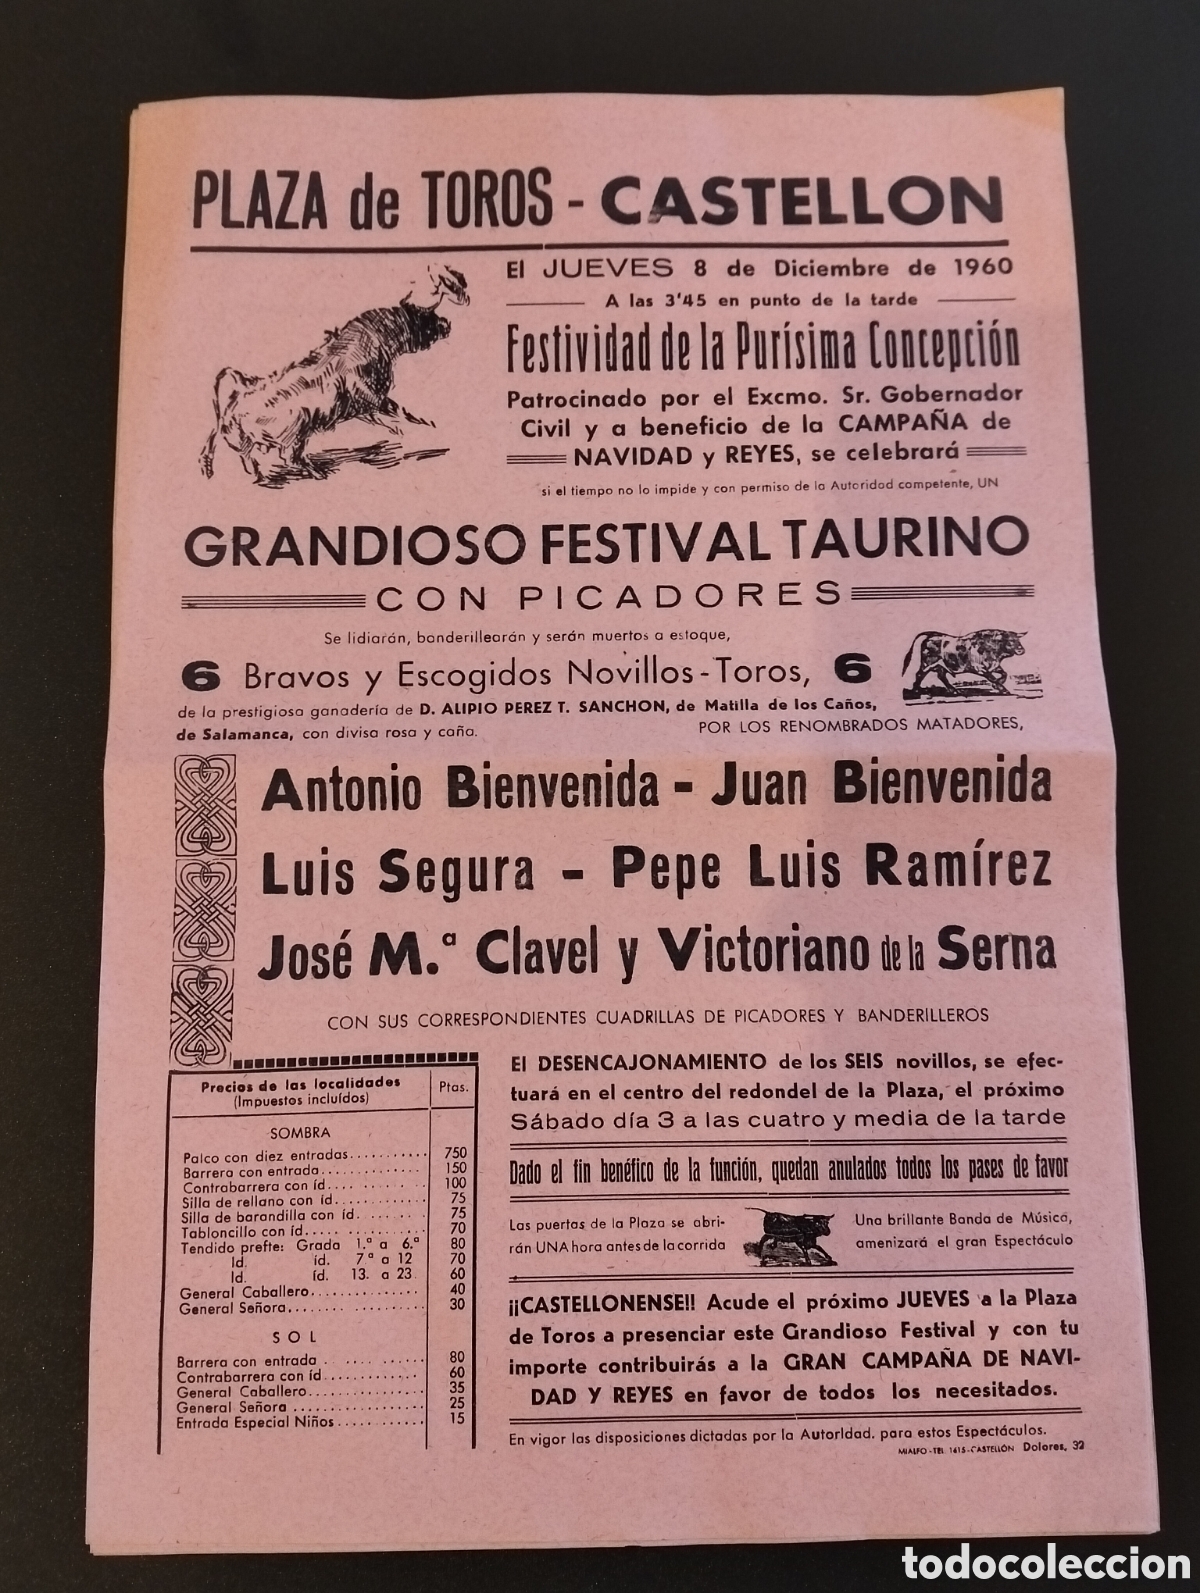 PLAZA de TOROS - CASTELLON
El JUEVES 8 de Diciembre de 1960
A las 3'45 en punto de la tarde
Festividad de la Purísima Concepción
Patrocinado por el Excmo. Sr. Gobernador
Civil y a beneficio de la CAMPAÑA de
NAVIDAD y REYES, se celebrará
si el tiempo no lo impide y con permiso de la Autoridad competente, UN
GRANDIOSO FESTIVAL TAURINO
CON PICADORES
Se lidiarán, banderillearán y serán muertos a estoque,
6 Bravos y Escogidos Novillos-Toros, 6
de la prestigiosa ganadería de D. ALIPIO PEREZ T. SANCHON, de Matilla de los Caños,
de Salamanca, con divisa rosa y caña.
POR LOS RENOMBRADOS MATADORES,
Antonio Bienvenida - Juan Bienvenida
Luis Segura - Pepe Luis Ramírez
José M.ª Clavel y Victoriano de la Serna
CON SUS CORRESPONDIENTES CUADRILLAS DE PICADORES Y BANDERILLEROS
Precios de las localidades Ptas.
(Impuestos incluídos)
SOMBRA
Palco con diez entradas........... 750
Barrera con entrada.............. 150
Contrabarrera con íd............. 100
Silla de rellano con íd............ 75
Silla de barandilla con íd......... 75
Tabloncillo con íd............... 70
Tendido prefte: Grada 1.ª a 6.ª 80
Id. íd. 7ª a 12 70
Id. íd. 13. a 23 60
General Caballero............... 40
General Señora................. 30
SOL
Barrera con entrada.............. 80
Contrabarrera con íd............. 60
General Caballero............... 35
General Señora................. 25
Entrada Especial Niños........... 15
El DESENCAJONAMIENTO de los SEIS novillos, se efec-
tuará en el centro del redondel de la Plaza, el próximo
Sábado día 3 a las cuatro y media de la tarde
Dado el fin benéfico de la función, quedan anulados todos los pases de favor
Las puertas de la Plaza se abri-
rán UNA hora antes de la corrida
Una brillante Banda de Música,
amenizará el gran Espectáculo
¡¡CASTELLONENSE!! Acude el próximo JUEVES a la Plaza
de Toros a presenciar este Grandioso Festival y con tu
importe contribuirás a la GRAN CAMPAÑA DE NAVI-
DAD Y REYES en favor de todos los necesitados.
En vigor las disposiciones dictadas por la Autoridad. para estos Espectáculos.
MIALFO-TEL 1615-CASTELLÓN Dolores, 32
todocoleccion